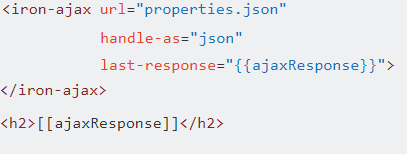 <iron-ajax url="properties.json"
handle-as="json"
last-response="{{ajaxResponse}}">
</iron-ajax>
<h2>[[ajaxResponse]]</h2>